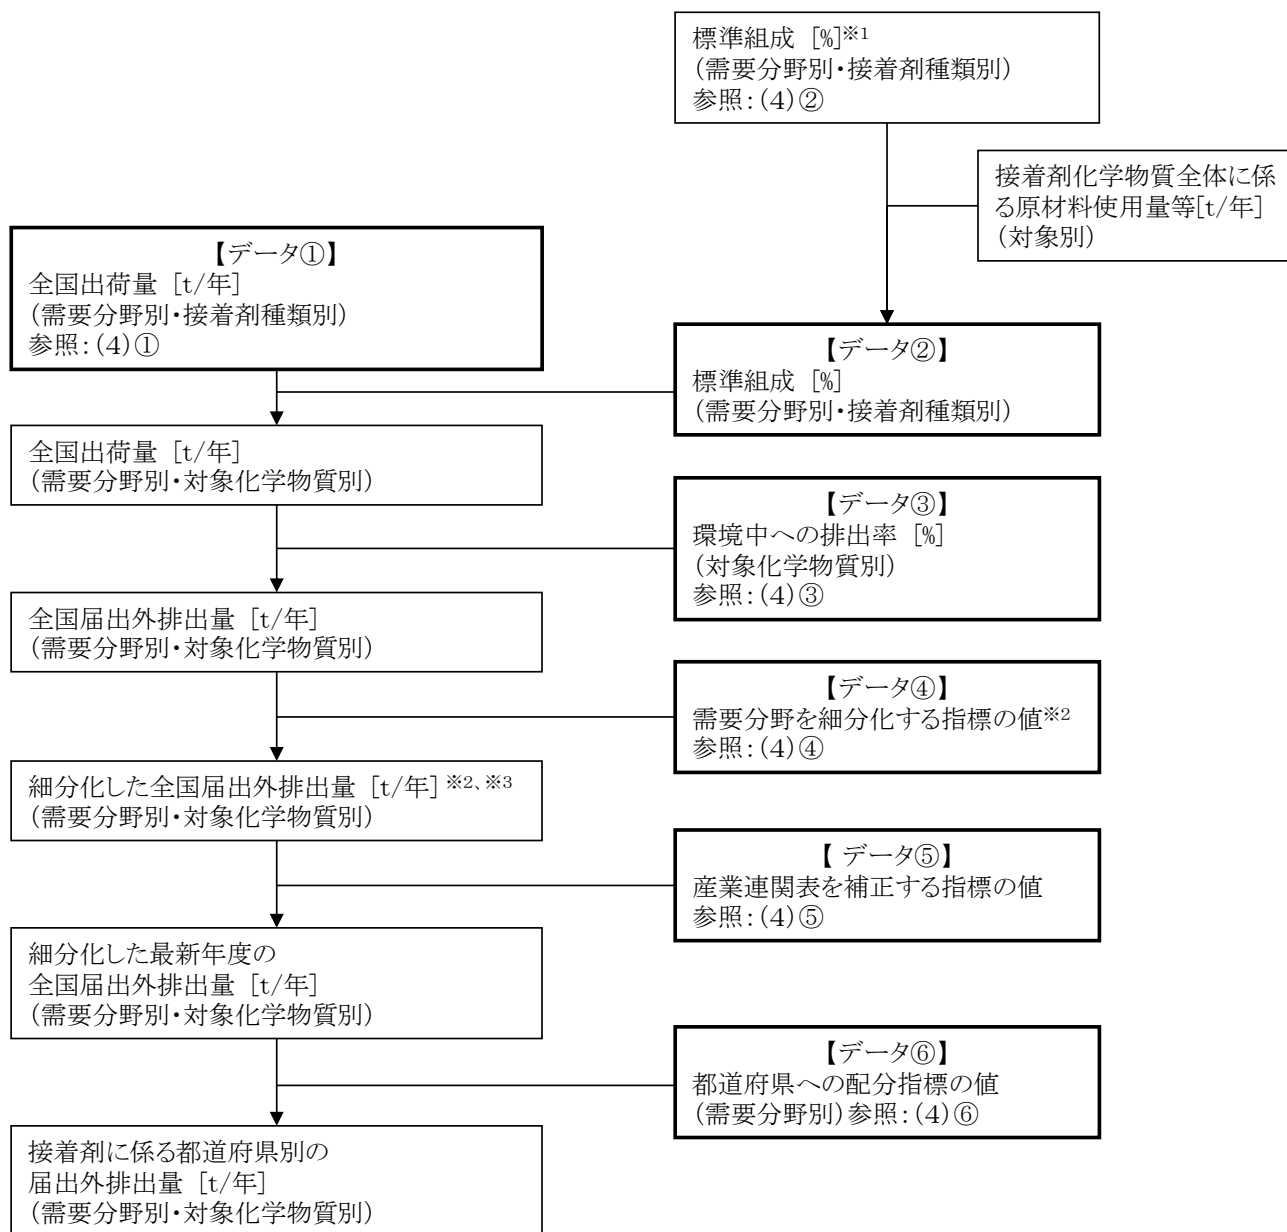 標準組成 [%]※1
(需要分野別・接着剤種類別)
参照:(4)②
接着剤化学物質全体に係
る原材料使用量等[t/年]
(対象別)
【データ①】
全国出荷量 [t/年]
(需要分野別・接着剤種類別)
参照:(4)①
【データ②】
標準組成 [%]
(需要分野別・接着剤種類別)
全国出荷量 [t/年]
(需要分野別・対象化学物質別)
【データ③】
環境中への排出率 [%]
(対象化学物質別)
参照:(4)③
全国届出外排出量 [t/年]
(需要分野別・対象化学物質別)
【データ④】
需要分野を細分化する指標の値※2
参照:(4)④
細分化した全国届出外排出量 [t/年]※2、※3
(需要分野別・対象化学物質別)
【 データ⑤】
産業連関表を補正する指標の値
参照:(4)⑤
細分化した最新年度の
全国届出外排出量 [t/年]
(需要分野別・対象化学物質別)
【データ⑥】
都道府県への配分指標の値
(需要分野別)参照:(4)⑥
接着剤に係る都道府県別の
届出外排出量 [t/年]
(需要分野別・対象化学物質別)